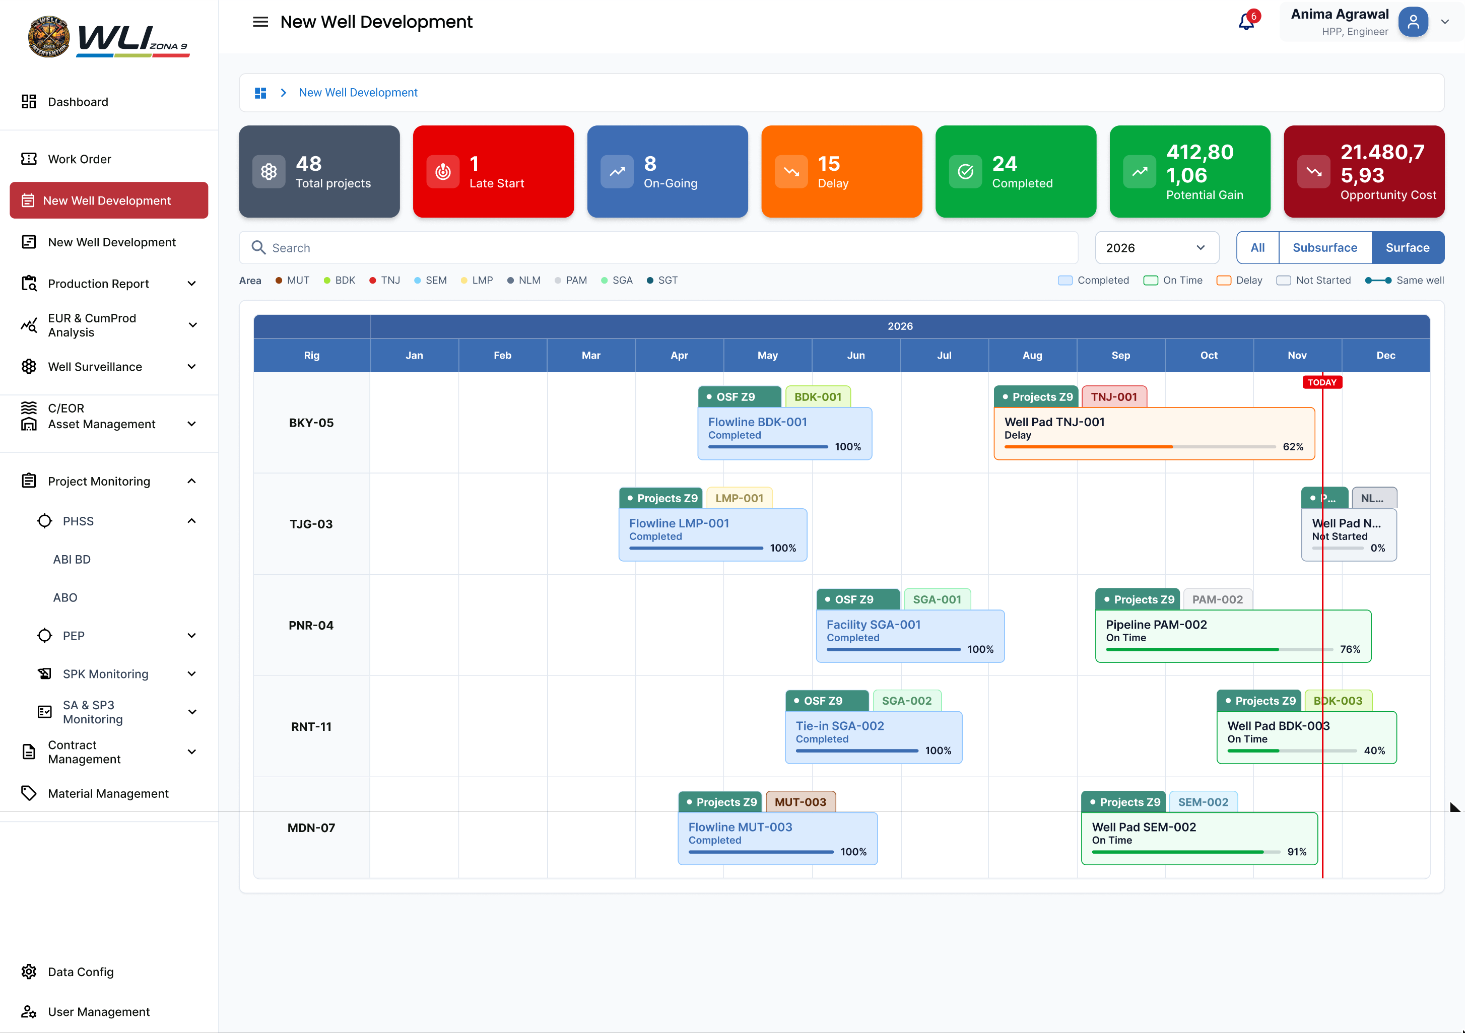 WLI ZONA 9
New Well Development
6
Anima Agrawal
HPP, Engineer
Dashboard
Work Order
New Well Development
New Well Development
Production Report
EUR & CumProd
Analysis
Well Surveillance
C/EOR
Asset Management
Project Monitoring
PHSS
ABI BD
ABO
PEP
SPK Monitoring
SA & SP3
Monitoring
Contract
Management
Material Management
Data Config
User Management
New Well Development
48
Total projects
1
Late Start
8
On-Going
15
Delay
24
Completed
412,80
1,06
Potential Gain
21.480,7
5,93
Opportunity Cost
Search
2026
All
Subsurface
Surface
Area MUT BDK TNJ SEM LMP NLM PAM SGA SGT
Completed On Time Delay Not Started Same well
2026
Rig Jan Feb Mar Apr May Jun Jul Aug Sep Oct Nov Dec
TODAY
BKY-05
OSF Z9 BDK-001
Flowline BDK-001
Completed
100%
Projects Z9 TNJ-001
Well Pad TNJ-001
Delay
62%
TJG-03
Projects Z9 LMP-001
Flowline LMP-001
Completed
100%
P... NL...
Well Pad N...
Not Started
0%
PNR-04
OSF Z9 SGA-001
Facility SGA-001
Completed
100%
Projects Z9 PAM-002
Pipeline PAM-002
On Time
76%
RNT-11
OSF Z9 SGA-002
Tie-in SGA-002
Completed
100%
Projects Z9 BDK-003
Well Pad BDK-003
On Time
40%
MDN-07
Projects Z9 MUT-003
Flowline MUT-003
Completed
100%
Projects Z9 SEM-002
Well Pad SEM-002
On Time
91%